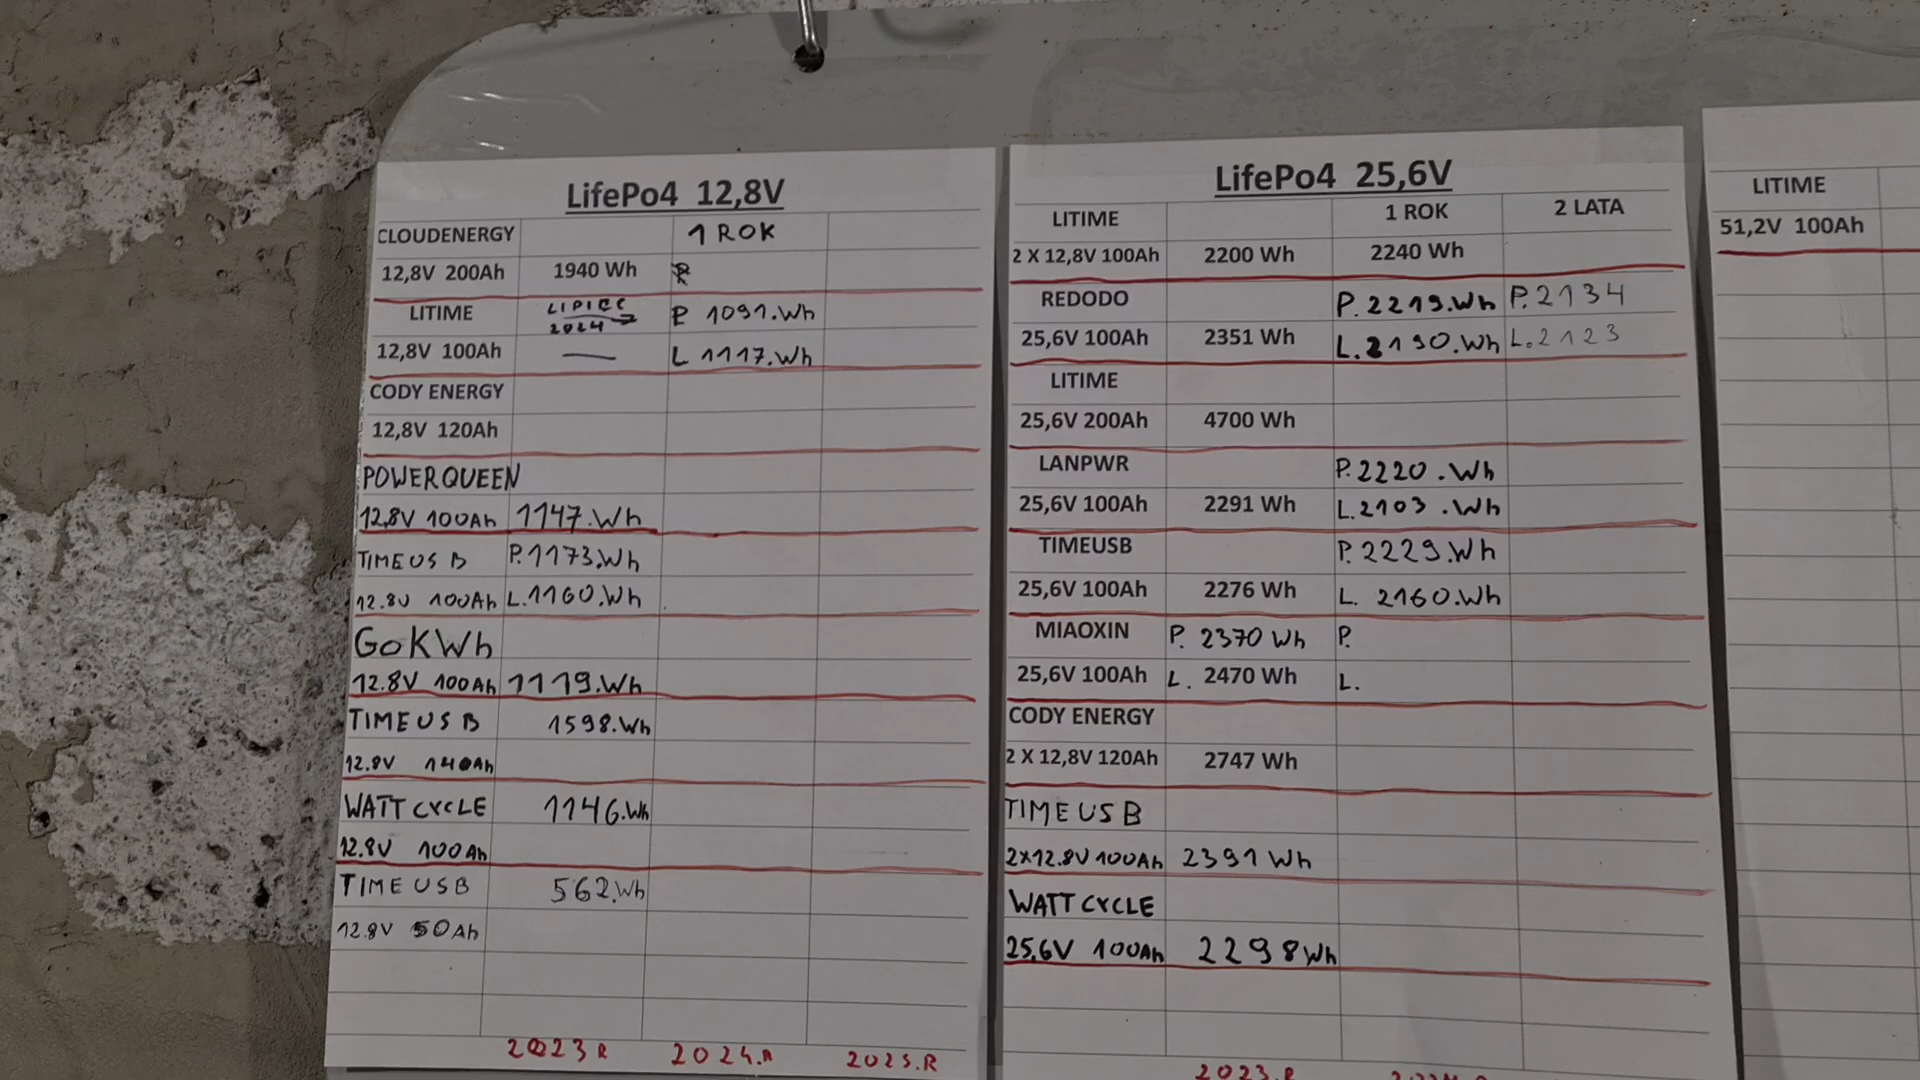 LifePo4 12,8V
CLOUDENERGY 1 ROK
12,8V 200Ah 1940 Wh P
LITIME LIPIEC 2024 P 1091.Wh
12,8V 100Ah — L 1117.Wh
CODY ENERGY
12,8V 120Ah
POWERQUEEN
12,8V 100Ah 1147.Wh
TIMEUSB P.1173.Wh
12.8V 100Ah L.1160.Wh
GoKWh
12.8V 100Ah 1119.Wh
TIMEUSB 1598.Wh
12.8V 140Ah
WATTCYCLE 1146.Wh
12.8V 100Ah
TIMEUSB 562.Wh
12.8V 50Ah
2023 R 2024.R 2025.R
LifePo4 25,6V
LITIME 1 ROK 2 LATA
2 X 12,8V 100Ah 2200 Wh 2240 Wh
REDODO P.2219.Wh P.2134
25,6V 100Ah 2351 Wh L.2190.Wh L.2123
LITIME
25,6V 200Ah 4700 Wh
LANPWR P.2220.Wh
25,6V 100Ah 2291 Wh L.2103.Wh
TIMEUSB P.2229.Wh
25,6V 100Ah 2276 Wh L. 2160.Wh
MIAOXIN P. 2370 Wh P.
25,6V 100Ah L. 2470 Wh L.
CODY ENERGY
2 X 12,8V 120Ah 2747 Wh
TIMEUSB
2x12.8V 100Ah 2391 Wh
WATTCYCLE
25,6V 100Ah 2298Wh
2023.R
LITIME
51,2V 100Ah